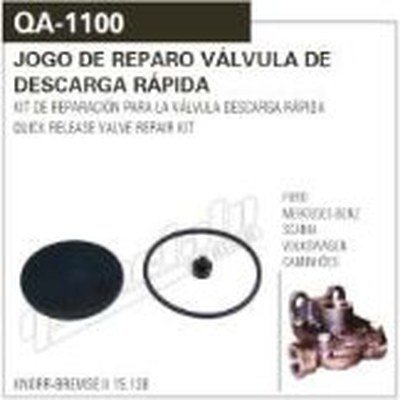 QA-1100
JOGO DE REPARO VÁLVULA DE
DESCARGA RÁPIDA
KIT DE REPARACIÓN PARA LA VÁLVULA DESCARGA RÁPIDA
QUICK RELEASE VALVE REPAIR KIT
FORD
MERCEDES-BENZ
SCANIA
VOLKSWAGEN
CAMINHÕES
KNORR-BREMSE II 15.138